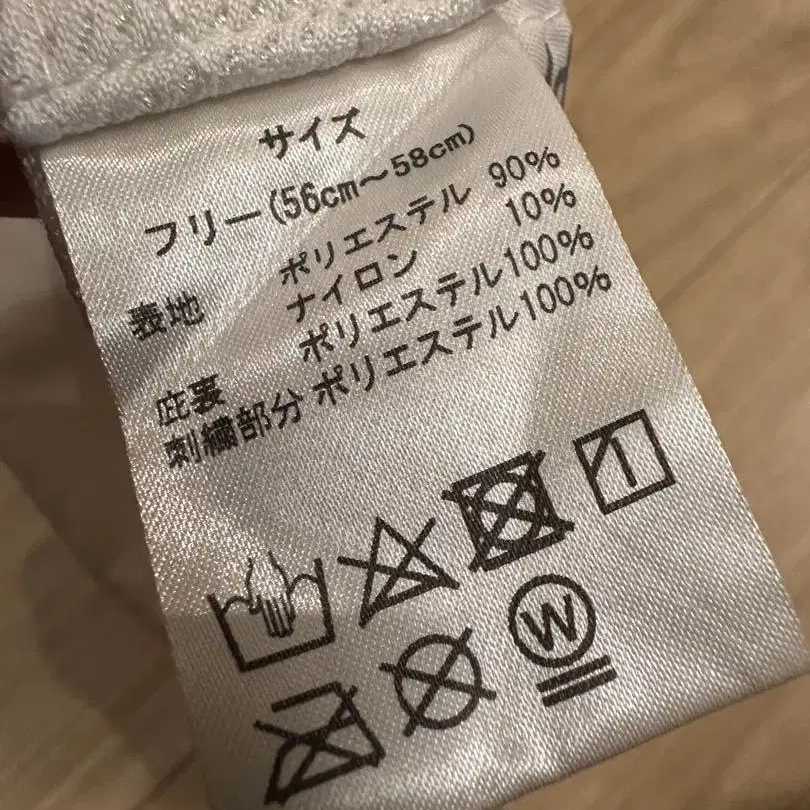 サイズ
フリー(56cm～58cm)
表地 ポリエステル 90%
ナイロン 10%
庇裏 ポリエステル100%
刺繍部分 ポリエステル100%
W